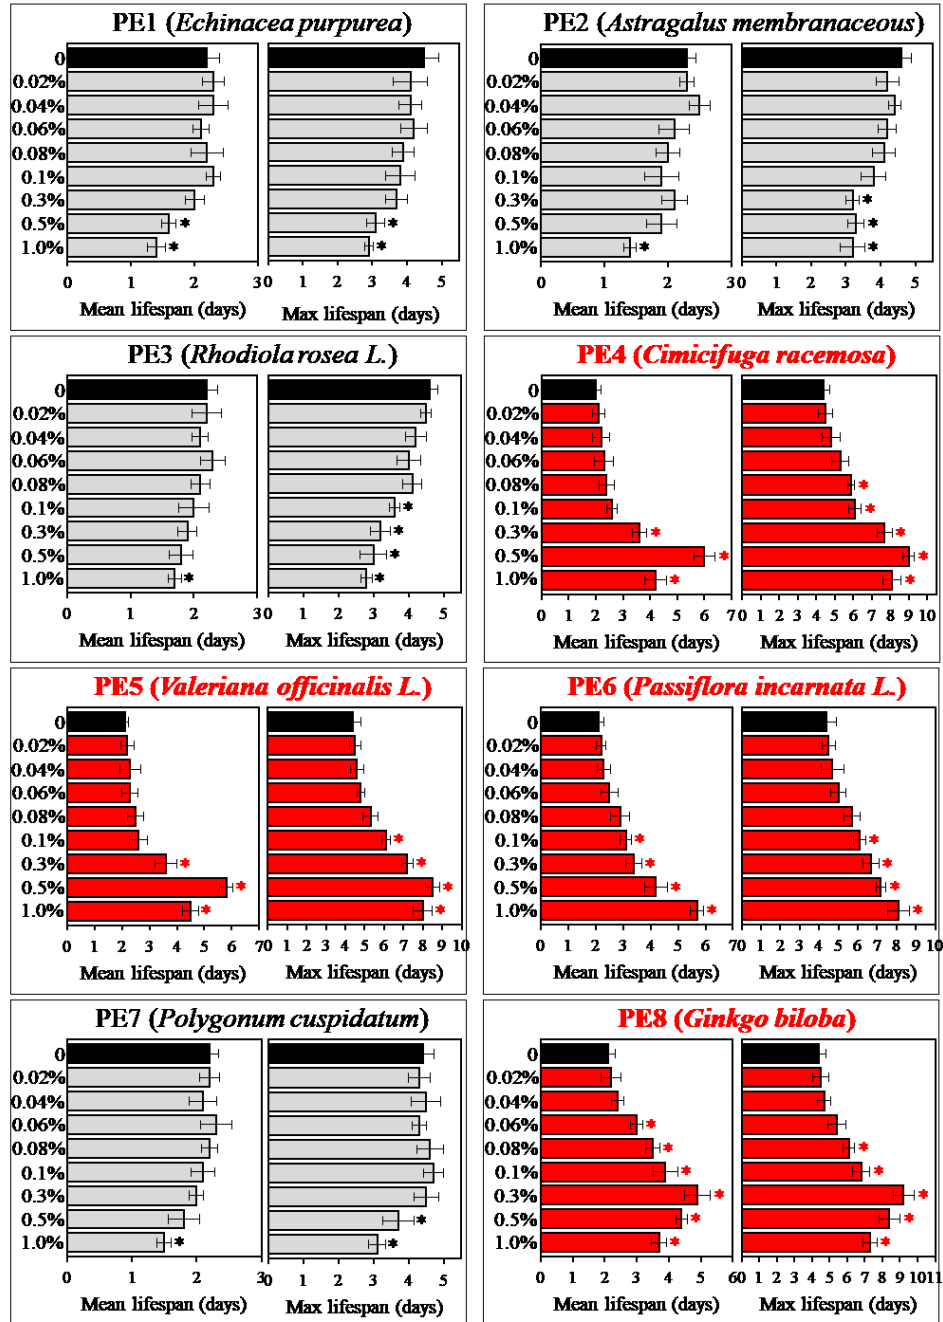 PE1 (Echinacea purpurea)
0
0.02%
0.04%
0.06%
0.08%
0.1%
0.3%
0.5% * *
1.0% * *
0 1 2 3 0 1 2 3 4 5
Mean lifespan (days) Max lifespan (days)
PE2 (Astragalus membranaceous)
0
0.02%
0.04%
0.06%
0.08%
0.1%
0.3% *
0.5% *
1.0% * *
0 1 2 3 0 1 2 3 4 5
Mean lifespan (days) Max lifespan (days)
PE3 (Rhodiola rosea L.)
0
0.02%
0.04%
0.06%
0.08%
0.1% *
0.3% *
0.5% *
1.0% * *
0 1 2 3 0 1 2 3 4 5
Mean lifespan (days) Max lifespan (days)
PE4 (Cimicifuga racemosa)
0
0.02%
0.04%
0.06%
0.08% *
0.1% *
0.3% * *
0.5% * *
1.0% * *
0 1 2 3 4 5 6 7 0 1 2 3 4 5 6 7 8 9 10
Mean lifespan (days) Max lifespan (days)
PE5 (Valeriana officinalis L.)
0
0.02%
0.04%
0.06%
0.08%
0.1% *
0.3% * *
0.5% * *
1.0% * *
0 1 2 3 4 5 6 7 0 1 2 3 4 5 6 7 8 9 10
Mean lifespan (days) Max lifespan (days)
PE6 (Passiflora incarnata L.)
0
0.02%
0.04%
0.06%
0.08%
0.1% * *
0.3% * *
0.5% * *
1.0% * *
0 1 2 3 4 5 6 7 0 1 2 3 4 5 6 7 8 9 10
Mean lifespan (days) Max lifespan (days)
PE7 (Polygonum cuspidatum)
0
0.02%
0.04%
0.06%
0.08%
0.1%
0.3%
0.5% *
1.0% * *
0 1 2 3 0 1 2 3 4 5
Mean lifespan (days) Max lifespan (days)
PE8 (Ginkgo biloba)
0
0.02%
0.04%
0.06% *
0.08% * *
0.1% * *
0.3% * *
0.5% * *
1.0% * *
0 1 2 3 4 5 6 0 1 2 3 4 5 6 7 8 9 10 11
Mean lifespan (days) Max lifespan (days)